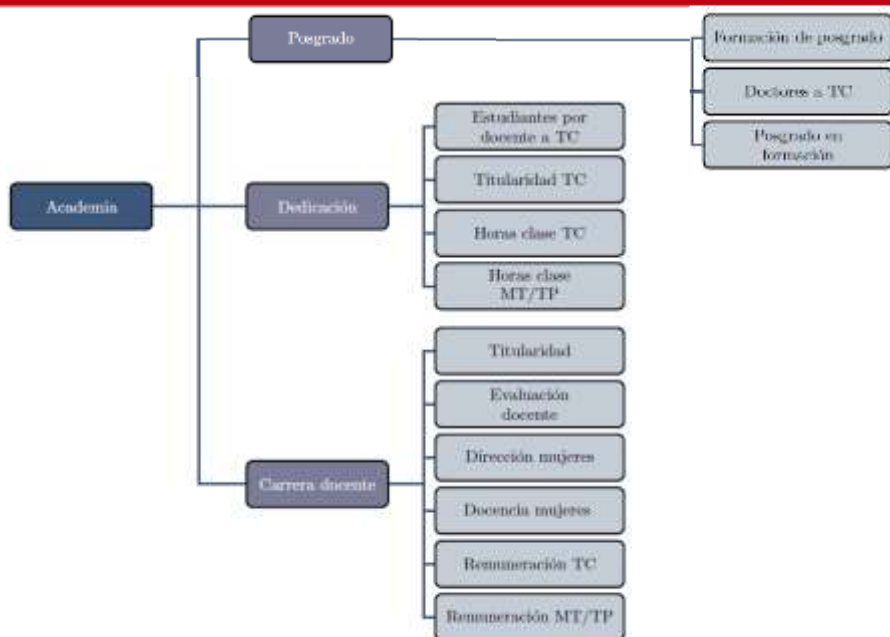 Academia
Posgrado
Formación de posgrado
Doctores a TC
Posgrado en
formación
Dedicación
Estudiantes por
docente a TC
Titularidad TC
Horas clase TC
Horas clase
MT/TP
Carrera docente
Titularidad
Evaluación
docente
Dirección mujeres
Docencia mujeres
Remuneración TC
Remuneración MT/TP